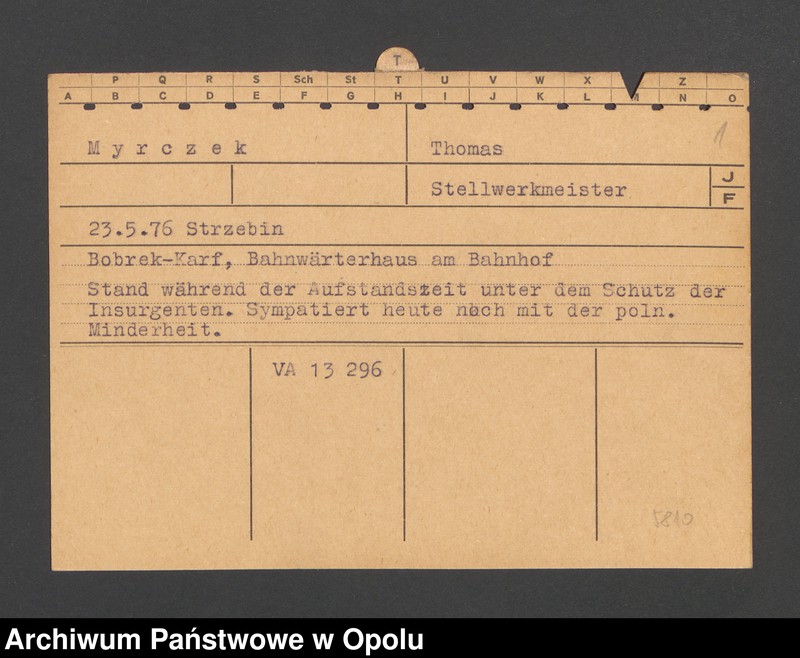 T
P Q R S Sch St T U V W X Z
A B C D E F G H I J K L M N O
Myrczek Thomas
1
Stellwerkmeister J F
23.5.76 Strzebin
Bobrek-Karf, Bahnwärterhaus am Bahnhof
Stand während der Aufstandszeit unter dem Schutz der
Insurgenten. Sympatiert heute noch mit der poln.
Minderheit.
VA 13 296
5810
Archiwum Państwowe w Opolu